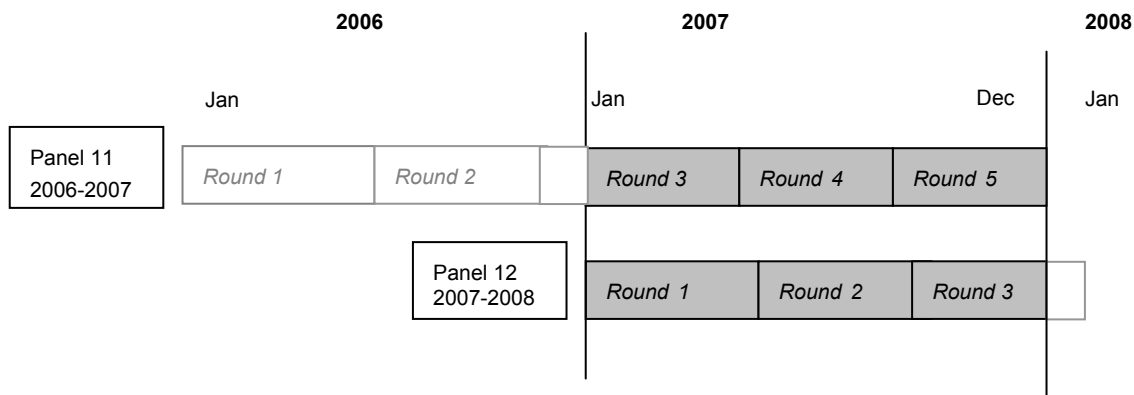 2006 2007 2008
Jan Jan Dec Jan
Panel 11
2006-2007
Round 1 Round 2 Round 3 Round 4 Round 5
Panel 12
2007-2008
Round 1 Round 2 Round 3